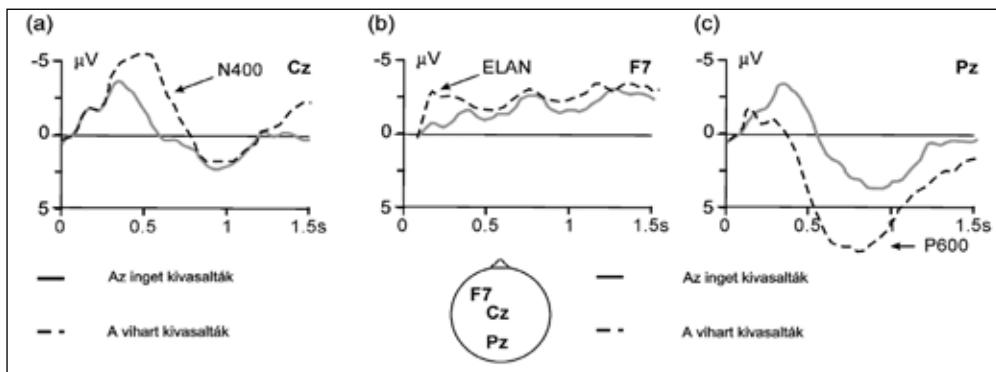 (a) (b) (c)
-5 µV N400 Cz
0
5
0 0.5 1 1.5s
-5 µV ELAN F7
0
5
0 0.5 1 1.5s
-5 µV Pz
0
5
0 0.5 1 1.5s
P600
Az inget kivasalták
A vihart kivasalták
F7
Cz
Pz
Az inget kivasalták
A vihart kivasalták